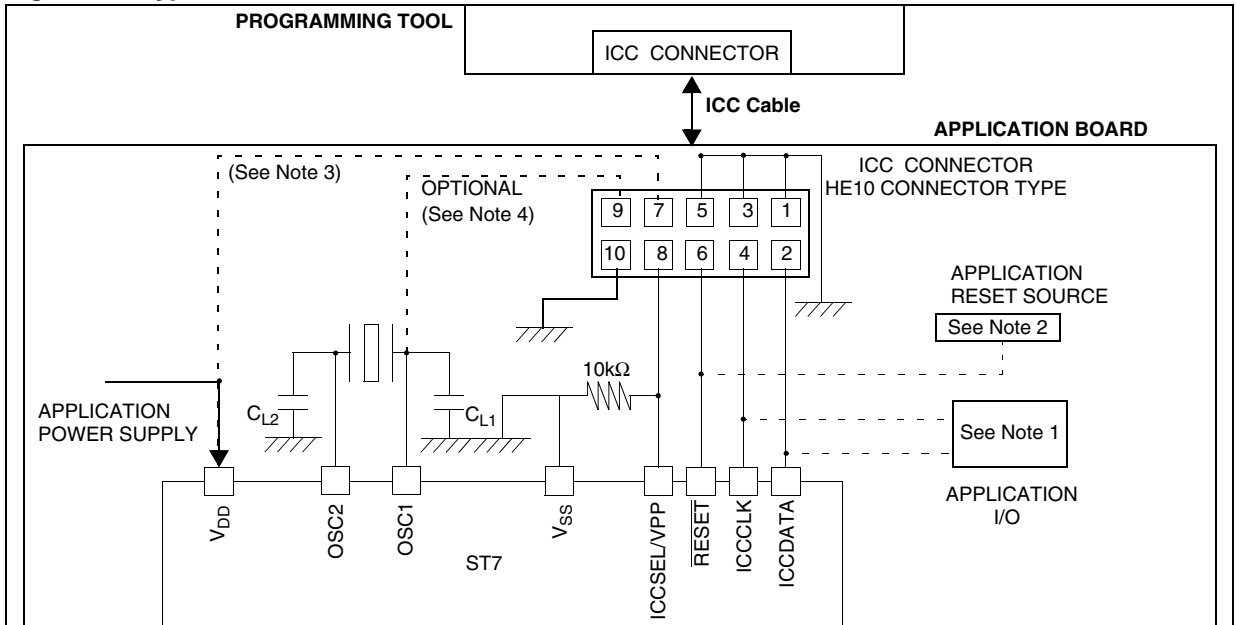 PROGRAMMING TOOL
ICC CONNECTOR
ICC Cable
APPLICATION BOARD
(See Note 3)
OPTIONAL
(See Note 4)
ICC CONNECTOR
HE10 CONNECTOR TYPE
9 7 5 3 1
10 8 6 4 2
APPLICATION
RESET SOURCE
See Note 2
10kΩ
APPLICATION
POWER SUPPLY
CL2
CL1
See Note 1
APPLICATION
I/O
VDD
OSC2
OSC1
VSS
ICCSEL/VPP
RESET
ICCCLK
ICCDATA
ST7